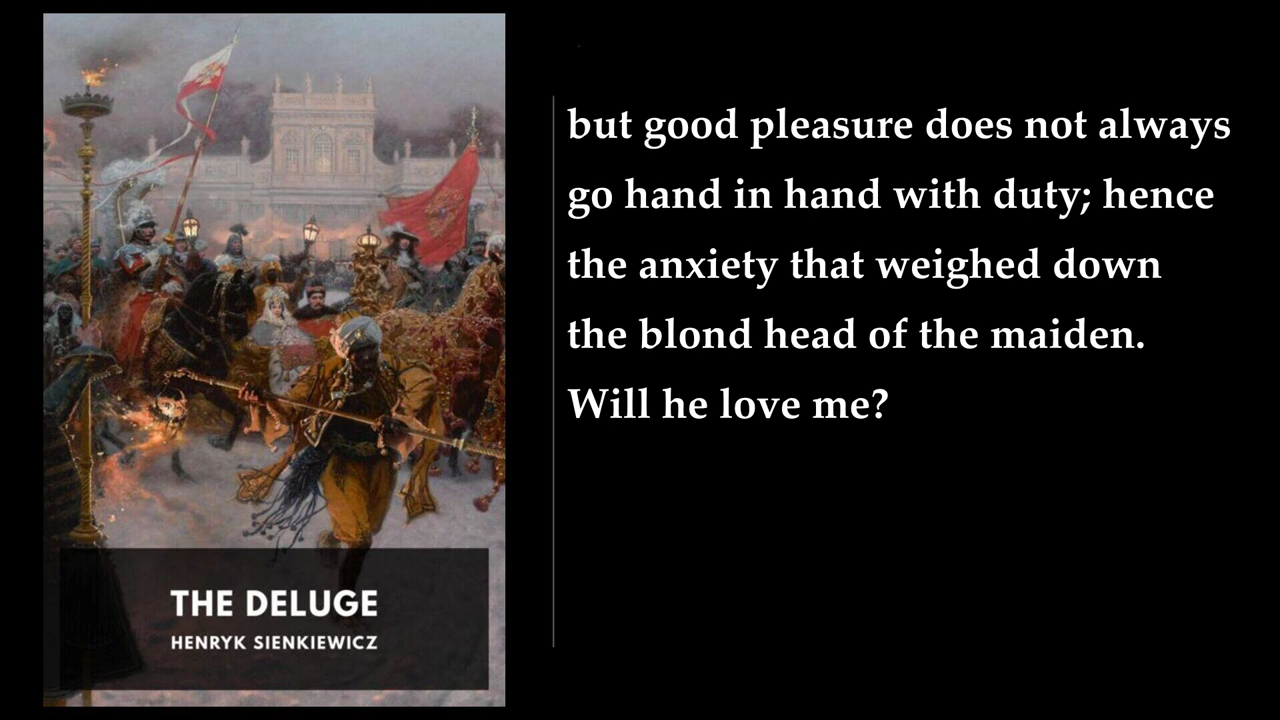 but good pleasure does not always
go hand in hand with duty; hence
the anxiety that weighed down
the blond head of the maiden.
Will he love me?
THE DELUGE
HENRYK SIENKIEWICZ